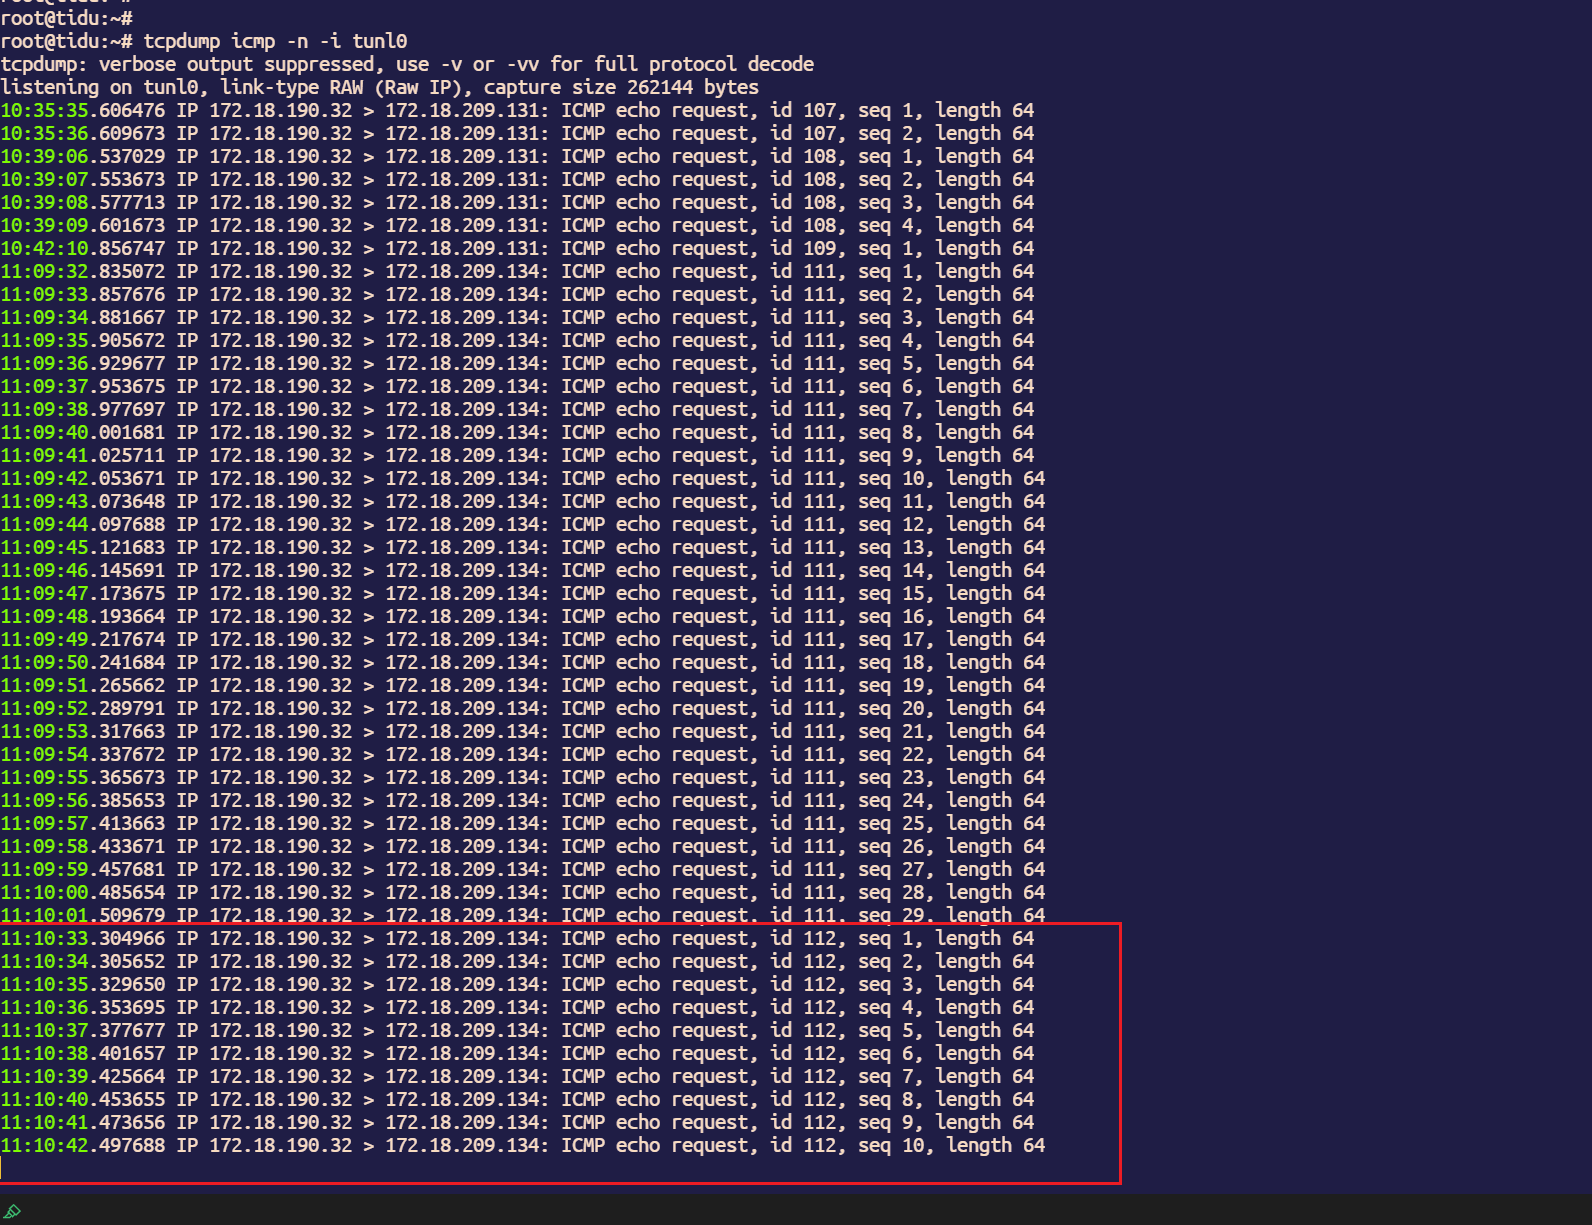 root@tidu:~#
root@tidu:~# tcpdump icmp -n -i tunl0
tcpdump: verbose output suppressed, use -v or -vv for full protocol decode
listening on tunl0, link-type RAW (Raw IP), capture size 262144 bytes
10:35:35.606476 IP 172.18.190.32 > 172.18.209.131: ICMP echo request, id 107, seq 1, length 64
10:35:36.609673 IP 172.18.190.32 > 172.18.209.131: ICMP echo request, id 107, seq 2, length 64
10:39:06.537029 IP 172.18.190.32 > 172.18.209.131: ICMP echo request, id 108, seq 1, length 64
10:39:07.553673 IP 172.18.190.32 > 172.18.209.131: ICMP echo request, id 108, seq 2, length 64
10:39:08.577713 IP 172.18.190.32 > 172.18.209.131: ICMP echo request, id 108, seq 3, length 64
10:39:09.601673 IP 172.18.190.32 > 172.18.209.131: ICMP echo request, id 108, seq 4, length 64
10:42:10.856747 IP 172.18.190.32 > 172.18.209.131: ICMP echo request, id 109, seq 1, length 64
11:09:32.835072 IP 172.18.190.32 > 172.18.209.134: ICMP echo request, id 111, seq 1, length 64
11:09:33.857676 IP 172.18.190.32 > 172.18.209.134: ICMP echo request, id 111, seq 2, length 64
11:09:34.881667 IP 172.18.190.32 > 172.18.209.134: ICMP echo request, id 111, seq 3, length 64
11:09:35.905672 IP 172.18.190.32 > 172.18.209.134: ICMP echo request, id 111, seq 4, length 64
11:09:36.929677 IP 172.18.190.32 > 172.18.209.134: ICMP echo request, id 111, seq 5, length 64
11:09:37.953675 IP 172.18.190.32 > 172.18.209.134: ICMP echo request, id 111, seq 6, length 64
11:09:38.977697 IP 172.18.190.32 > 172.18.209.134: ICMP echo request, id 111, seq 7, length 64
11:09:40.001681 IP 172.18.190.32 > 172.18.209.134: ICMP echo request, id 111, seq 8, length 64
11:09:41.025711 IP 172.18.190.32 > 172.18.209.134: ICMP echo request, id 111, seq 9, length 64
11:09:42.053671 IP 172.18.190.32 > 172.18.209.134: ICMP echo request, id 111, seq 10, length 64
11:09:43.073648 IP 172.18.190.32 > 172.18.209.134: ICMP echo request, id 111, seq 11, length 64
11:09:44.097688 IP 172.18.190.32 > 172.18.209.134: ICMP echo request, id 111, seq 12, length 64
11:09:45.121683 IP 172.18.190.32 > 172.18.209.134: ICMP echo request, id 111, seq 13, length 64
11:09:46.145691 IP 172.18.190.32 > 172.18.209.134: ICMP echo request, id 111, seq 14, length 64
11:09:47.173675 IP 172.18.190.32 > 172.18.209.134: ICMP echo request, id 111, seq 15, length 64
11:09:48.193664 IP 172.18.190.32 > 172.18.209.134: ICMP echo request, id 111, seq 16, length 64
11:09:49.217674 IP 172.18.190.32 > 172.18.209.134: ICMP echo request, id 111, seq 17, length 64
11:09:50.241684 IP 172.18.190.32 > 172.18.209.134: ICMP echo request, id 111, seq 18, length 64
11:09:51.265662 IP 172.18.190.32 > 172.18.209.134: ICMP echo request, id 111, seq 19, length 64
11:09:52.289791 IP 172.18.190.32 > 172.18.209.134: ICMP echo request, id 111, seq 20, length 64
11:09:53.317663 IP 172.18.190.32 > 172.18.209.134: ICMP echo request, id 111, seq 21, length 64
11:09:54.337672 IP 172.18.190.32 > 172.18.209.134: ICMP echo request, id 111, seq 22, length 64
11:09:55.365673 IP 172.18.190.32 > 172.18.209.134: ICMP echo request, id 111, seq 23, length 64
11:09:56.385653 IP 172.18.190.32 > 172.18.209.134: ICMP echo request, id 111, seq 24, length 64
11:09:57.413663 IP 172.18.190.32 > 172.18.209.134: ICMP echo request, id 111, seq 25, length 64
11:09:58.433671 IP 172.18.190.32 > 172.18.209.134: ICMP echo request, id 111, seq 26, length 64
11:09:59.457681 IP 172.18.190.32 > 172.18.209.134: ICMP echo request, id 111, seq 27, length 64
11:10:00.485654 IP 172.18.190.32 > 172.18.209.134: ICMP echo request, id 111, seq 28, length 64
11:10:01.509679 IP 172.18.190.32 > 172.18.209.134: ICMP echo request, id 111, seq 29, length 64
11:10:33.304966 IP 172.18.190.32 > 172.18.209.134: ICMP echo request, id 112, seq 1, length 64
11:10:34.305652 IP 172.18.190.32 > 172.18.209.134: ICMP echo request, id 112, seq 2, length 64
11:10:35.329650 IP 172.18.190.32 > 172.18.209.134: ICMP echo request, id 112, seq 3, length 64
11:10:36.353695 IP 172.18.190.32 > 172.18.209.134: ICMP echo request, id 112, seq 4, length 64
11:10:37.377677 IP 172.18.190.32 > 172.18.209.134: ICMP echo request, id 112, seq 5, length 64
11:10:38.401657 IP 172.18.190.32 > 172.18.209.134: ICMP echo request, id 112, seq 6, length 64
11:10:39.425664 IP 172.18.190.32 > 172.18.209.134: ICMP echo request, id 112, seq 7, length 64
11:10:40.453655 IP 172.18.190.32 > 172.18.209.134: ICMP echo request, id 112, seq 8, length 64
11:10:41.473656 IP 172.18.190.32 > 172.18.209.134: ICMP echo request, id 112, seq 9, length 64
11:10:42.497688 IP 172.18.190.32 > 172.18.209.134: ICMP echo request, id 112, seq 10, length 64